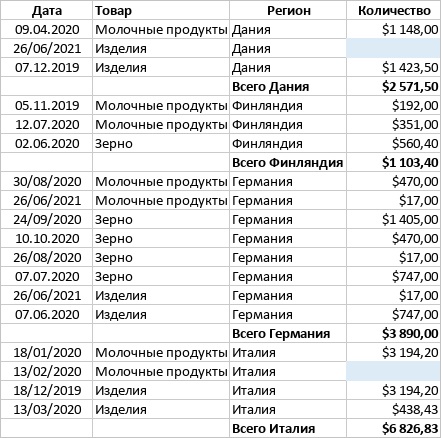 Дата Товар Регион Количество
09.04.2020 Молочные продукты Дания $1 148,00
26/06/2021 Изделия Дания
07.12.2019 Изделия Дания $1 423,50
Всего Дания $2 571,50
05.11.2019 Молочные продукты Финляндия $192,00
12.07.2020 Молочные продукты Финляндия $351,00
02.06.2020 Зерно Финляндия $560,40
Всего Финляндия $1 103,40
30/08/2020 Молочные продукты Германия $470,00
26/06/2021 Молочные продукты Германия $17,00
24/09/2020 Зерно Германия $1 405,00
10.10.2020 Зерно Германия $470,00
26/08/2020 Зерно Германия $17,00
07.07.2020 Зерно Германия $747,00
26/06/2021 Изделия Германия $17,00
07.06.2020 Изделия Германия $747,00
Всего Германия $3 890,00
18/01/2020 Молочные продукты Италия $3 194,20
13/02/2020 Молочные продукты Италия
18/12/2019 Изделия Италия $3 194,20
13/03/2020 Изделия Италия $438,43
Всего Италия $6 826,83